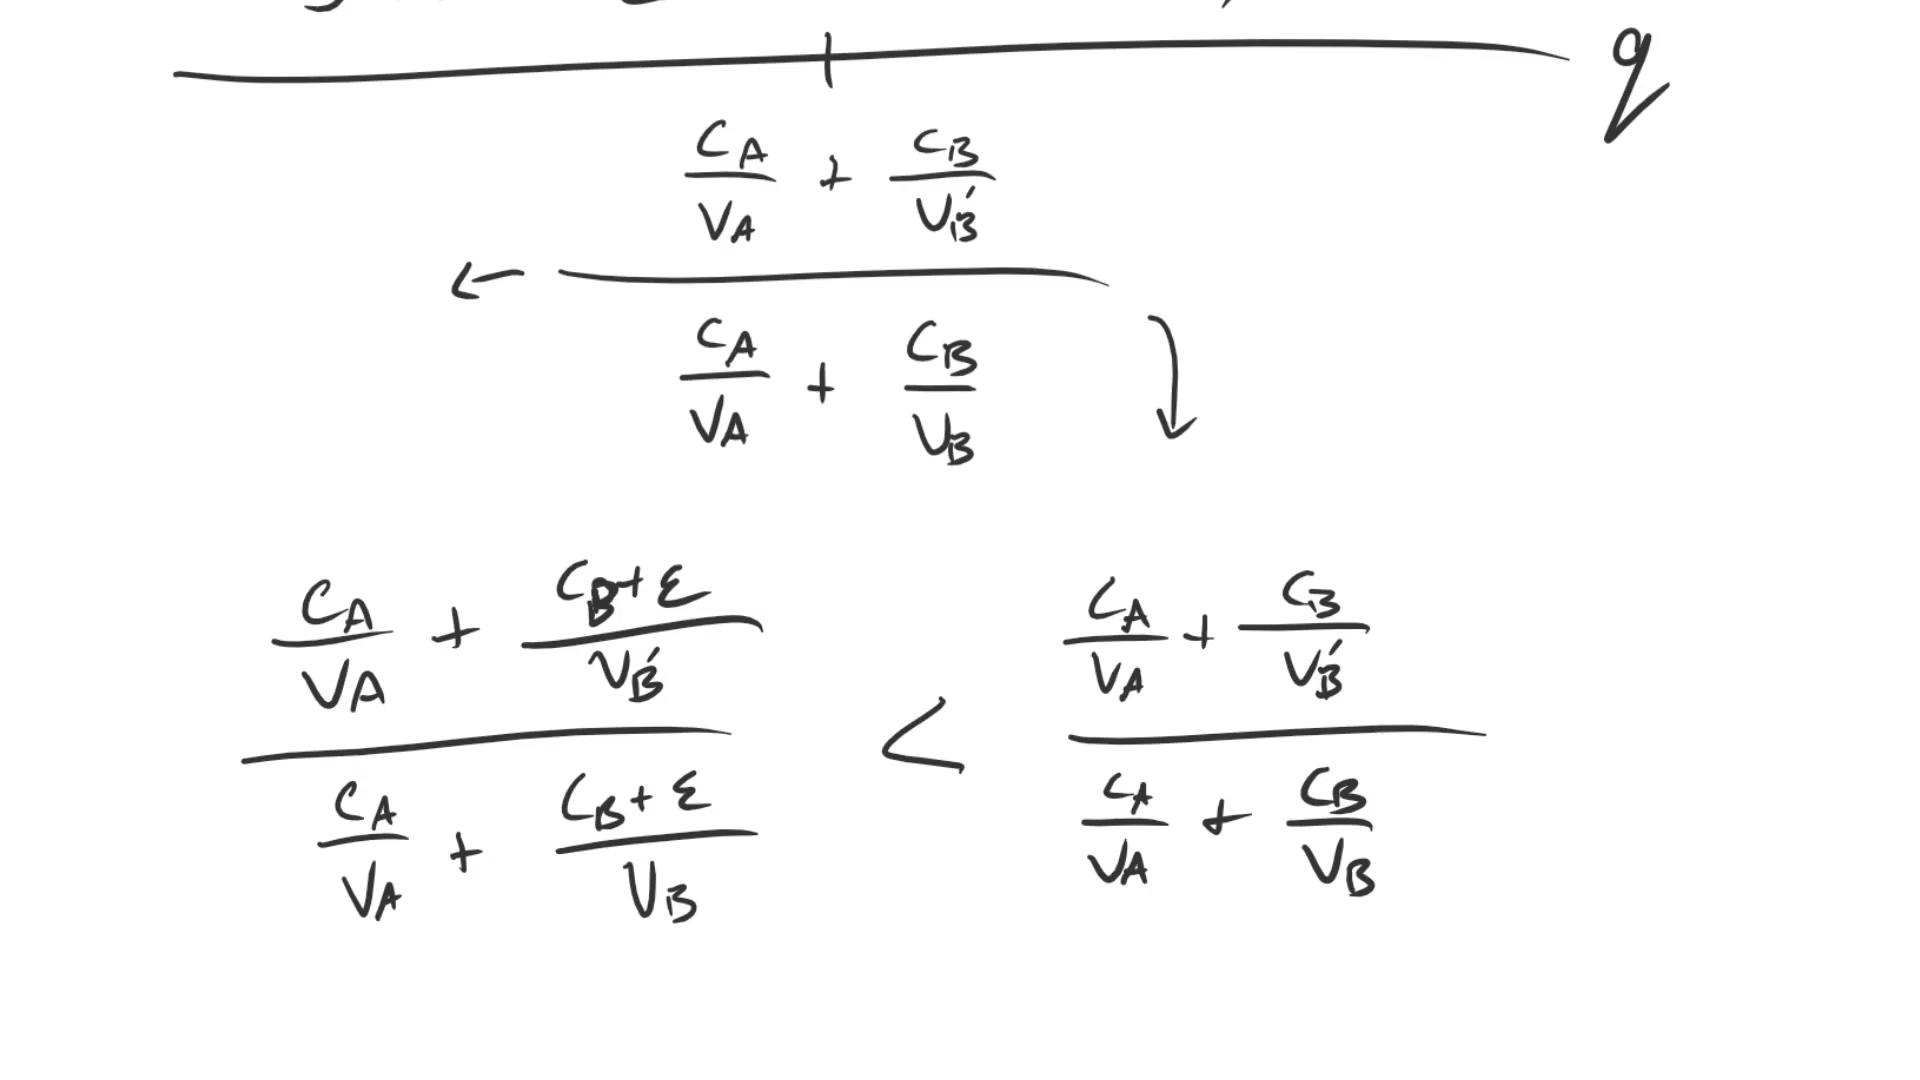 q
C_A/V_A + C_B/V_B'
←
C_A/V_A + C_B/V_B
↓
C_A/V_A + (C_B+ε)/V_B' C_A/V_A + C_B/V_B'
<
C_A/V_A + (C_B+ε)/V_B C_A/V_A + C_B/V_B